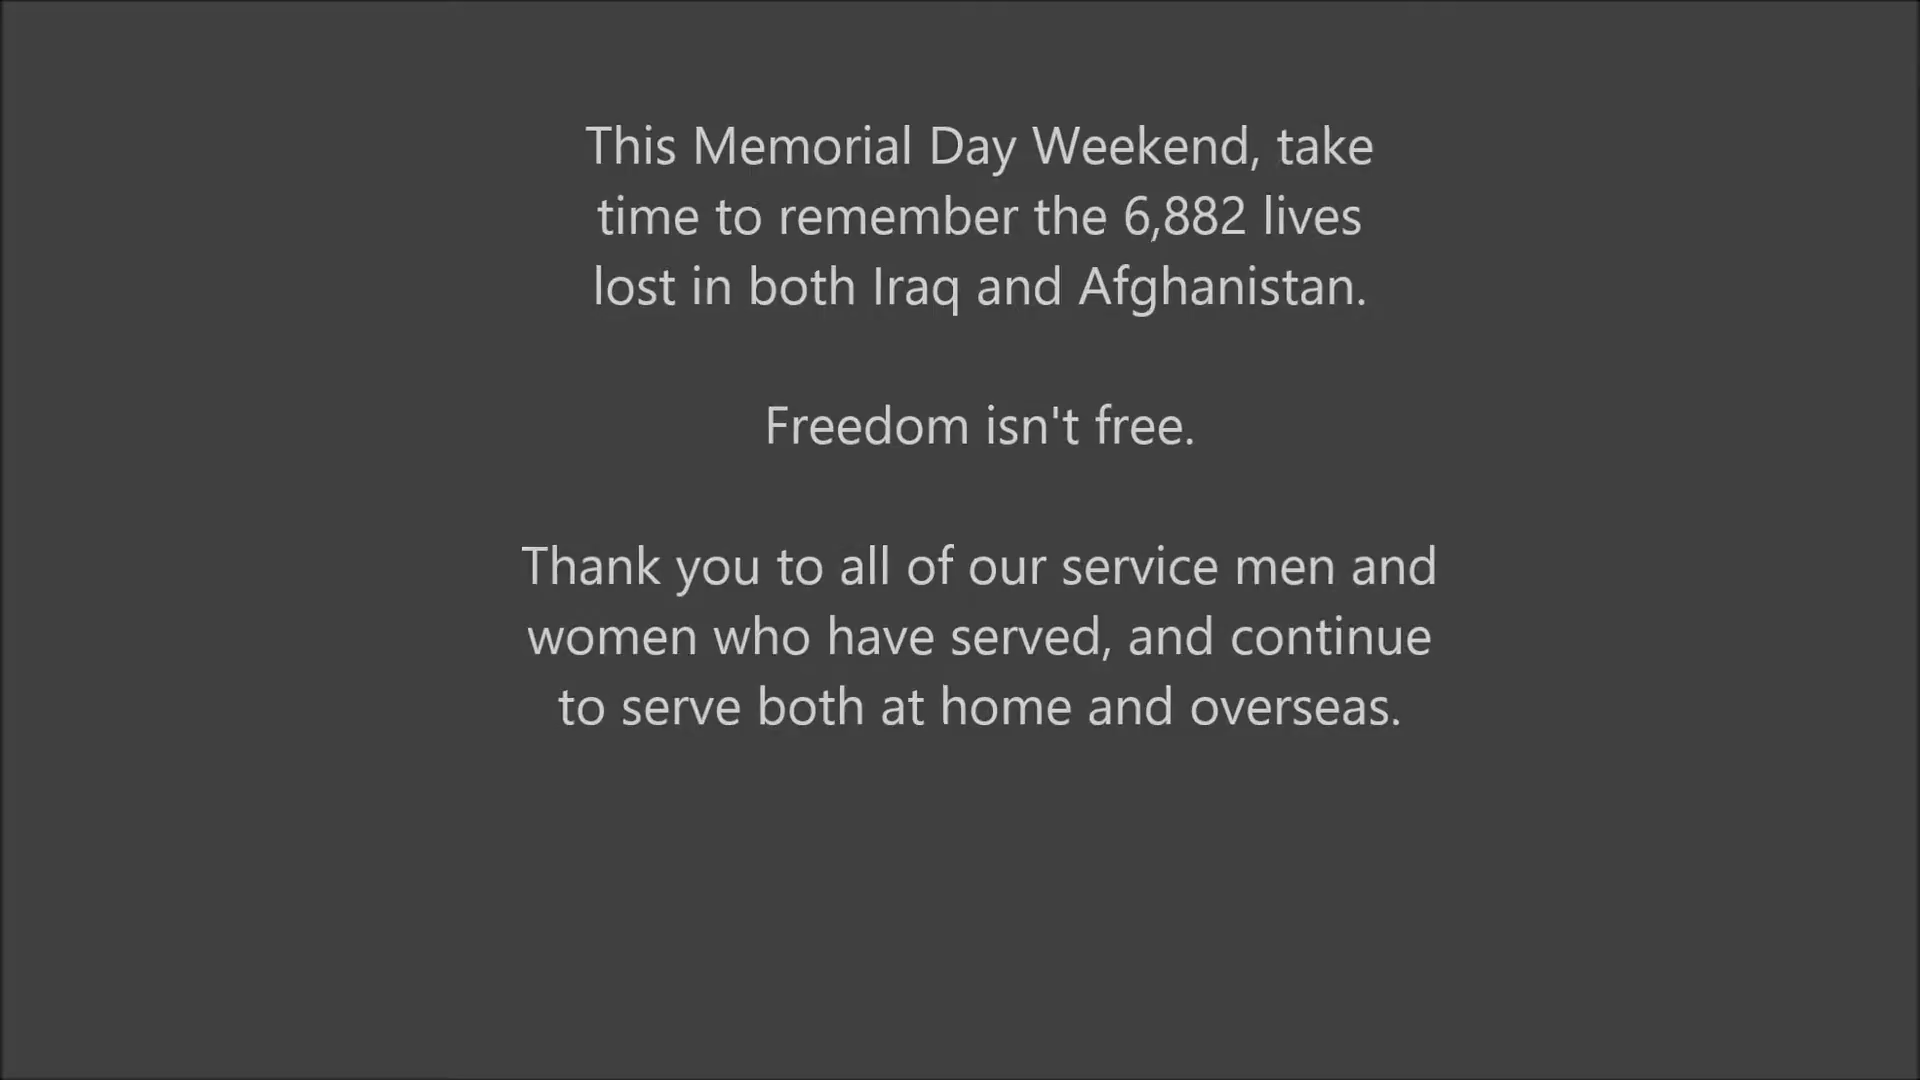 This Memorial Day Weekend, take
time to remember the 6,882 lives
lost in both Iraq and Afghanistan.
Freedom isn't free.
Thank you to all of our service men and
women who have served, and continue
to serve both at home and overseas.